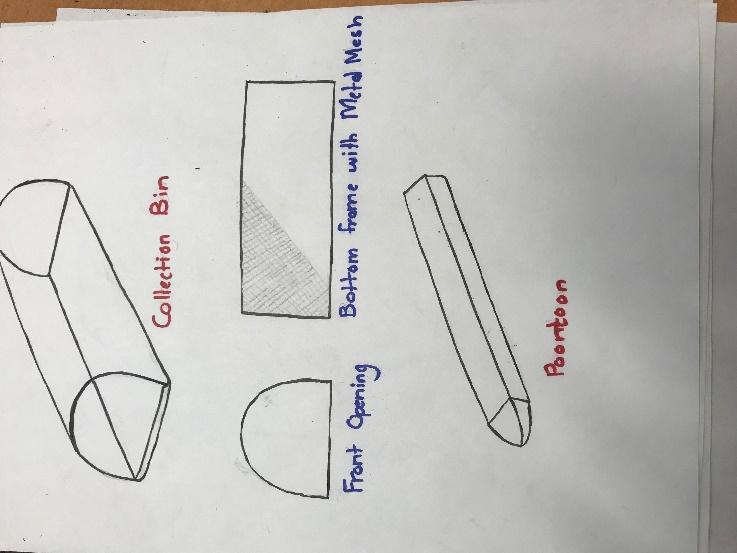 Collection Bin
Front Opening
Bottom frame with Metal Mesh
Poontoon